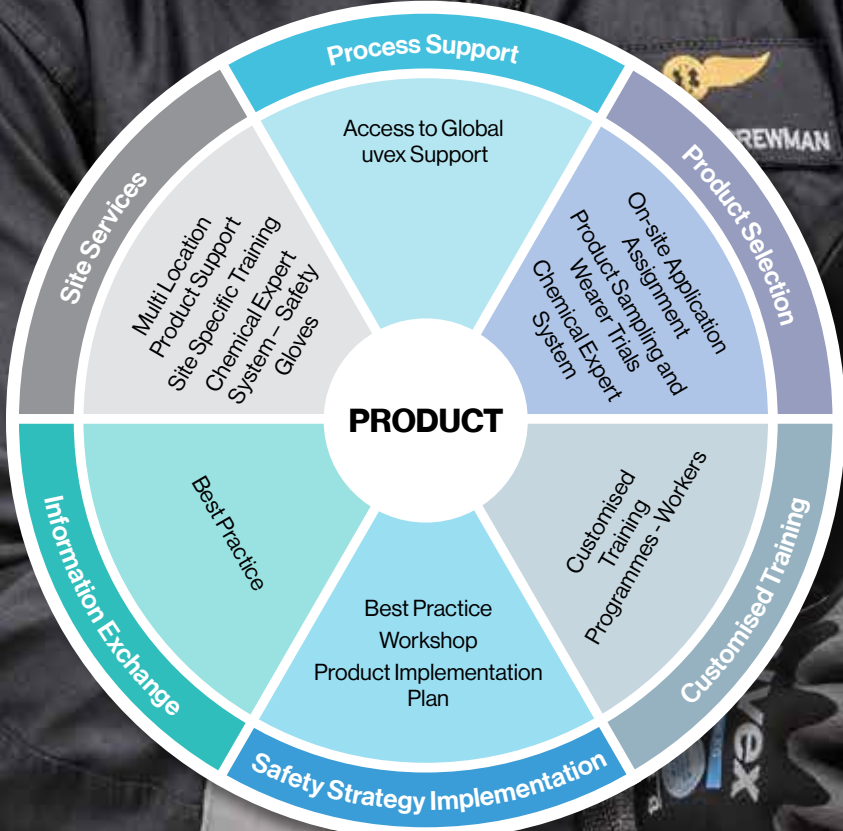 Process Support
Access to Global
uvex Support
REWMAN
Product Selection
On-site Application
Assignment
Product Sampling and
Wearer Trials
Chemical Expert
System
Customised Training
Customised
Training
Programmes - Workers
Safety Strategy Implementation
Best Practice
Workshop
Product Implementation
Plan
Information Exchange
Best Practice
Site Services
Multi Location
Product Support
Site Specific Training
Chemical Expert
System – Safety
Gloves
PRODUCT
vex